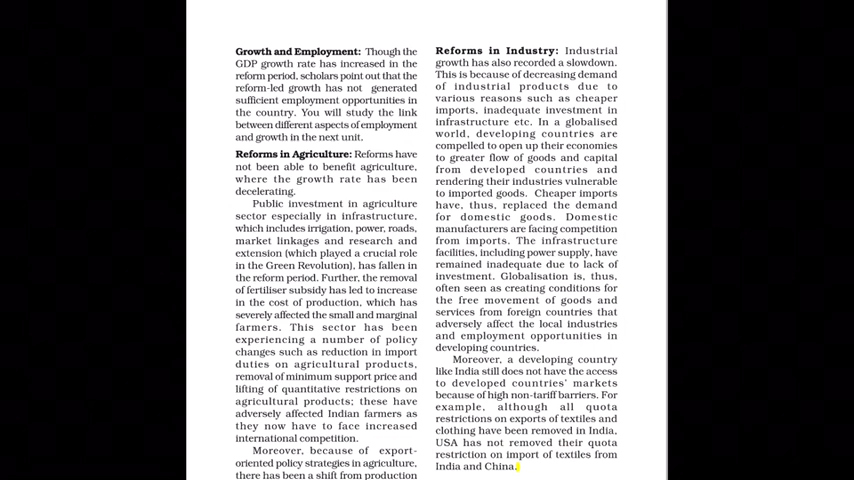 Growth and Employment: Though the
GDP growth rate has increased in the
reform period, scholars point out that the
reform-led growth has not generated
sufficient employment opportunities in
the country. You will study the link
between different aspects of employment
and growth in the next unit.
Reforms in Agriculture: Reforms have
not been able to benefit agriculture,
where the growth rate has been
decelerating.
Public investment in agriculture
sector especially in infrastructure,
which includes irrigation, power, roads,
market linkages and research and
extension (which played a crucial role
in the Green Revolution), has fallen in
the reform period. Further, the removal
of fertiliser subsidy has led to increase
in the cost of production, which has
severely affected the small and marginal
farmers. This sector has been
experiencing a number of policy
changes such as reduction in import
duties on agricultural products,
removal of minimum support price and
lifting of quantitative restrictions on
agricultural products; these have
adversely affected Indian farmers as
they now have to face increased
international competition.
Moreover, because of export-
oriented policy strategies in agriculture,
there has been a shift from production
Reforms in Industry: Industrial
growth has also recorded a slowdown.
This is because of decreasing demand
of industrial products due to
various reasons such as cheaper
imports, inadequate investment in
infrastructure etc. In a globalised
world, developing countries are
compelled to open up their economies
to greater flow of goods and capital
from developed countries and
rendering their industries vulnerable
to imported goods. Cheaper imports
have, thus, replaced the demand
for domestic goods. Domestic
manufacturers are facing competition
from imports. The infrastructure
facilities, including power supply, have
remained inadequate due to lack of
investment. Globalisation is, thus,
often seen as creating conditions for
the free movement of goods and
services from foreign countries that
adversely affect the local industries
and employment opportunities in
developing countries.
Moreover, a developing country
like India still does not have the access
to developed countries' markets
because of high non-tariff barriers. For
example, although all quota
restrictions on exports of textiles and
clothing have been removed in India,
USA has not removed their quota
restriction on import of textiles from
India and China.